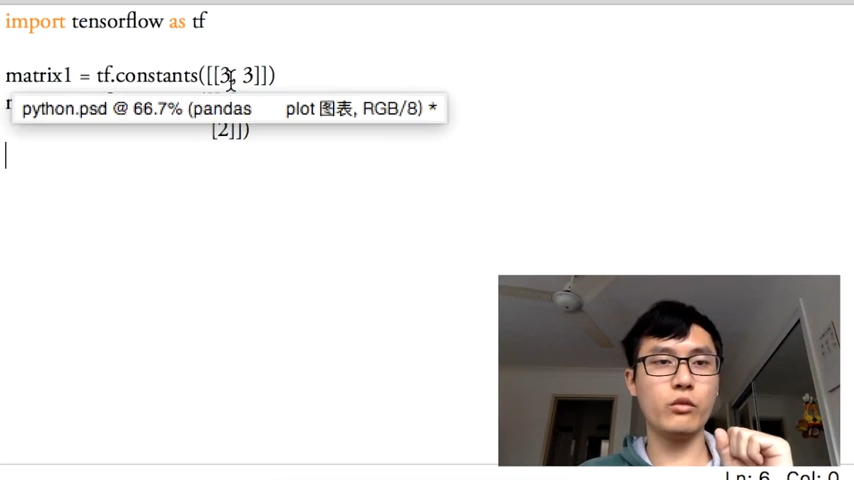 import tensorflow as tf
matrix1 = tf.constants([[3, 3]])
python.psd @ 66.7% (pandas plot 图表, RGB/8) *
[2]])
Ln: 6 Col: 0